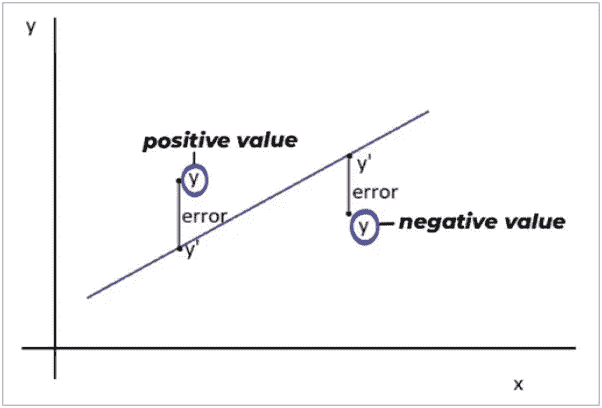 y
positive value
y
error
y'
y'
error
y
negative value
x